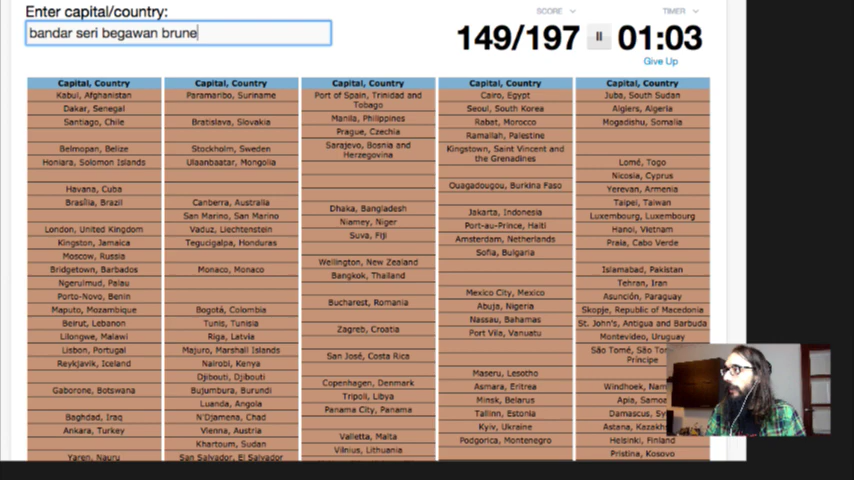 Enter capital/country:
bandar seri begawan brune
SCORE
149/197
TIMER
01:03
Give Up
Capital, Country
Kabul, Afghanistan
Dakar, Senegal
Santiago, Chile
Belmopan, Belize
Honiara, Solomon Islands
Havana, Cuba
Brasília, Brazil
London, United Kingdom
Kingston, Jamaica
Moscow, Russia
Bridgetown, Barbados
Ngerulmud, Palau
Porto-Novo, Benin
Maputo, Mozambique
Beirut, Lebanon
Lilongwe, Malawi
Lisbon, Portugal
Reykjavik, Iceland
Gaborone, Botswana
Baghdad, Iraq
Ankara, Turkey
Yaren, Nauru
Capital, Country
Paramaribo, Suriname
Bratislava, Slovakia
Stockholm, Sweden
Ulaanbaatar, Mongolia
Canberra, Australia
San Marino, San Marino
Vaduz, Liechtenstein
Tegucigalpa, Honduras
Monaco, Monaco
Bogotá, Colombia
Tunis, Tunisia
Riga, Latvia
Majuro, Marshall Islands
Nairobi, Kenya
Djibouti, Djibouti
Bujumbura, Burundi
Luanda, Angola
N'Djamena, Chad
Vienna, Austria
Khartoum, Sudan
San Salvador, El Salvador
Capital, Country
Port of Spain, Trinidad and
Tobago
Manila, Philippines
Prague, Czechia
Sarajevo, Bosnia and
Herzegovina
Dhaka, Bangladesh
Niamey, Niger
Suva, Fiji
Wellington, New Zealand
Bangkok, Thailand
Bucharest, Romania
Zagreb, Croatia
San José, Costa Rica
Copenhagen, Denmark
Tripoli, Libya
Panama City, Panama
Valletta, Malta
Vilnius, Lithuania
Capital, Country
Cairo, Egypt
Seoul, South Korea
Rabat, Morocco
Ramallah, Palestine
Kingstown, Saint Vincent and
the Grenadines
Ouagadougou, Burkina Faso
Jakarta, Indonesia
Port-au-Prince, Haiti
Amsterdam, Netherlands
Sofia, Bulgaria
Mexico City, Mexico
Abuja, Nigeria
Nassau, Bahamas
Port Vila, Vanuatu
Maseru, Lesotho
Asmara, Eritrea
Minsk, Belarus
Tallinn, Estonia
Kyiv, Ukraine
Podgorica, Montenegro
Capital, Country
Juba, South Sudan
Algiers, Algeria
Mogadishu, Somalia
Lomé, Togo
Nicosia, Cyprus
Yerevan, Armenia
Taipei, Taiwan
Luxembourg, Luxembourg
Hanoi, Vietnam
Praia, Cabo Verde
Islamabad, Pakistan
Tehran, Iran
Asunción, Paraguay
Skopje, Republic of Macedonia
St. John's, Antigua and Barbuda
Montevideo, Uruguay
São Tomé, São
Príncipe
Windhoek,
Apia, Samoa
Damascus,
Astana,
Helsinki, Finland
Pristina, Kosovo